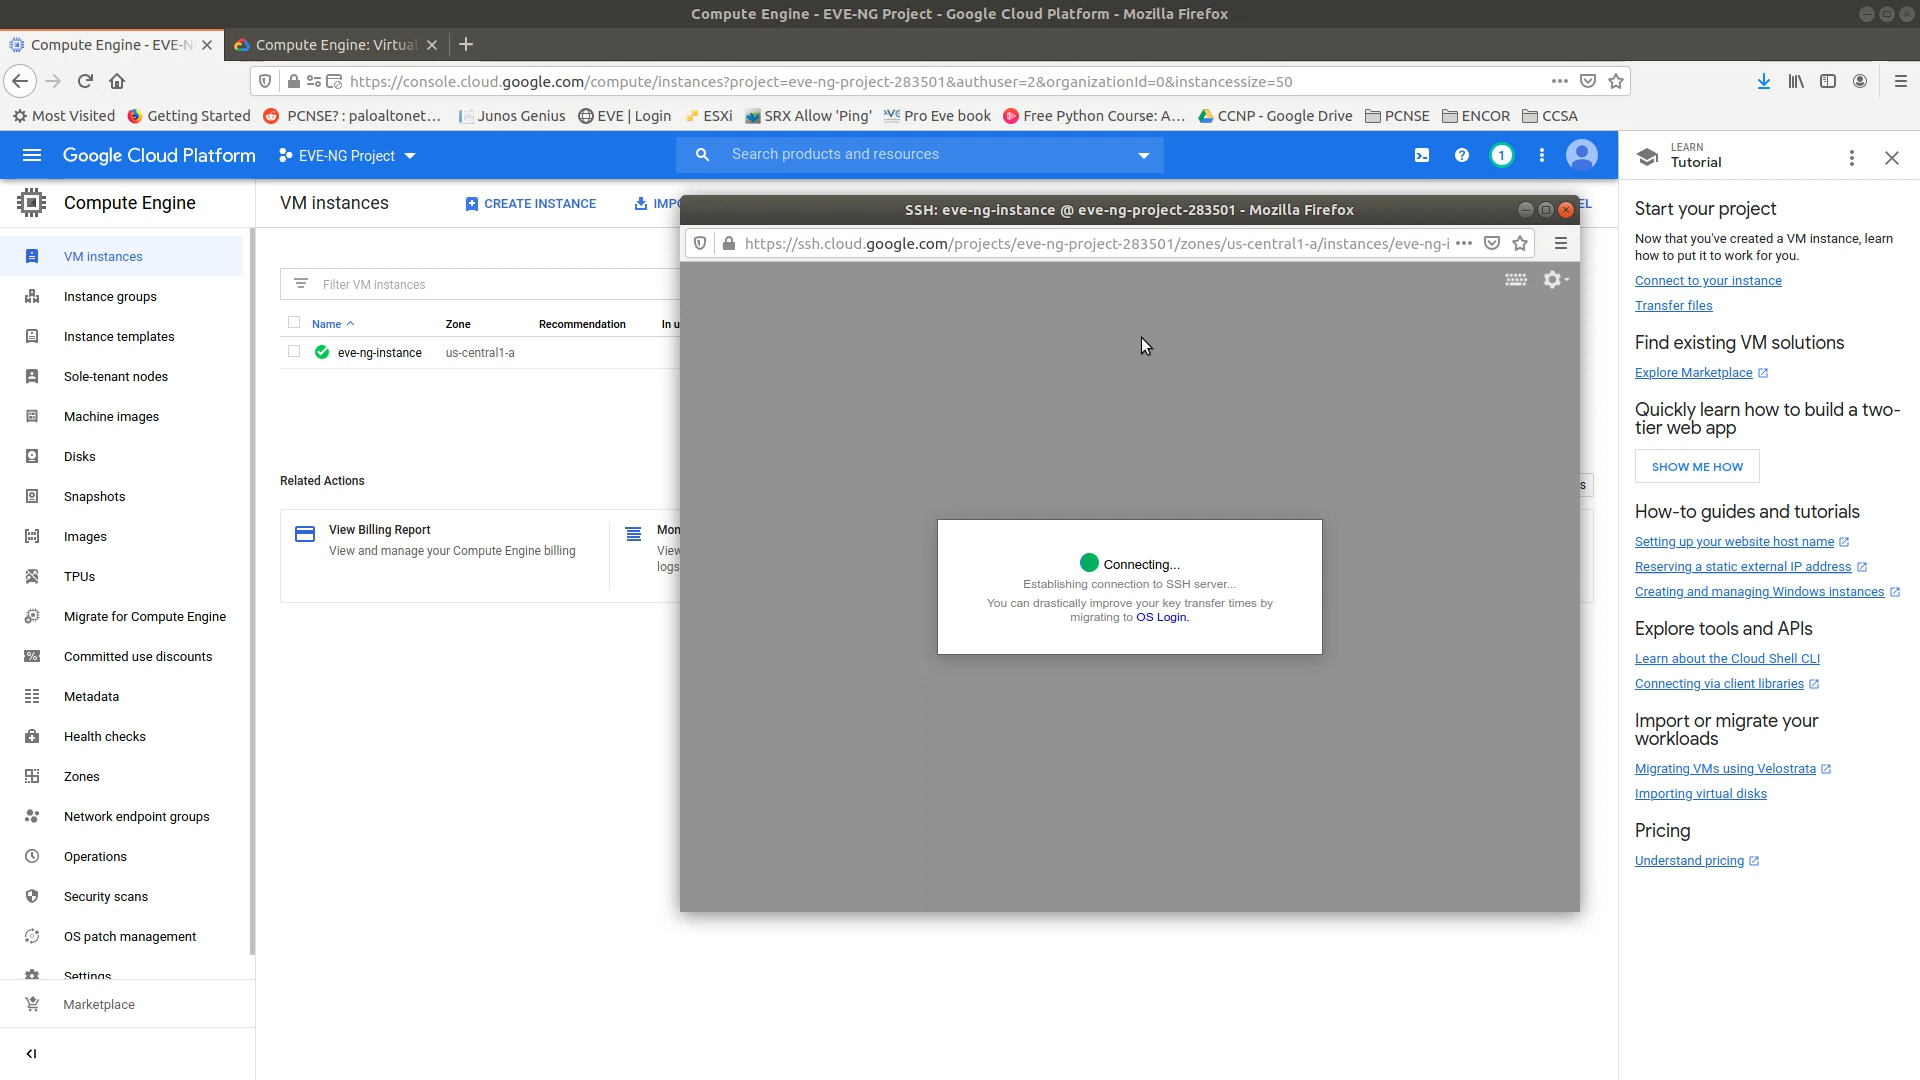 Compute Engine - EVE-NG Project - Google Cloud Platform - Mozilla Firefox
Compute Engine - EVE-N
Compute Engine: Virtual
https://console.cloud.google.com/compute/instances?project=eve-ng-project-283501&authuser=2&organizationId=0&instancessize=50
Most Visited
Getting Started
PCNSE? : paloaltonet...
Junos Genius
EVE | Login
ESXi
SRX Allow 'Ping'
Pro Eve book
Free Python Course: A...
CCNP - Google Drive
PCNSE
ENCOR
CCSA
Google Cloud Platform
EVE-NG Project
Search products and resources
1
LEARN
Tutorial
Compute Engine
VM instances
Instance groups
Instance templates
Sole-tenant nodes
Machine images
Disks
Snapshots
Images
TPUs
Migrate for Compute Engine
Committed use discounts
Metadata
Health checks
Zones
Network endpoint groups
Operations
Security scans
OS patch management
Settings
Marketplace
VM instances
CREATE INSTANCE
IMPO
EL
Filter VM instances
Name
Zone
Recommendation
In u
eve-ng-instance
us-central1-a
Related Actions
s
View Billing Report
View and manage your Compute Engine billing
Mon
View
logs
SSH: eve-ng-instance @ eve-ng-project-283501 - Mozilla Firefox
https://ssh.cloud.google.com/projects/eve-ng-project-283501/zones/us-central1-a/instances/eve-ng-i
Connecting...
Establishing connection to SSH server...
You can drastically improve your key transfer times by
migrating to OS Login.
Start your project
Now that you've created a VM instance, learn
how to put it to work for you.
Connect to your instance
Transfer files
Find existing VM solutions
Explore Marketplace
Quickly learn how to build a two-
tier web app
SHOW ME HOW
How-to guides and tutorials
Setting up your website host name
Reserving a static external IP address
Creating and managing Windows instances
Explore tools and APIs
Learn about the Cloud Shell CLI
Connecting via client libraries
Import or migrate your
workloads
Migrating VMs using Velostrata
Importing virtual disks
Pricing
Understand pricing